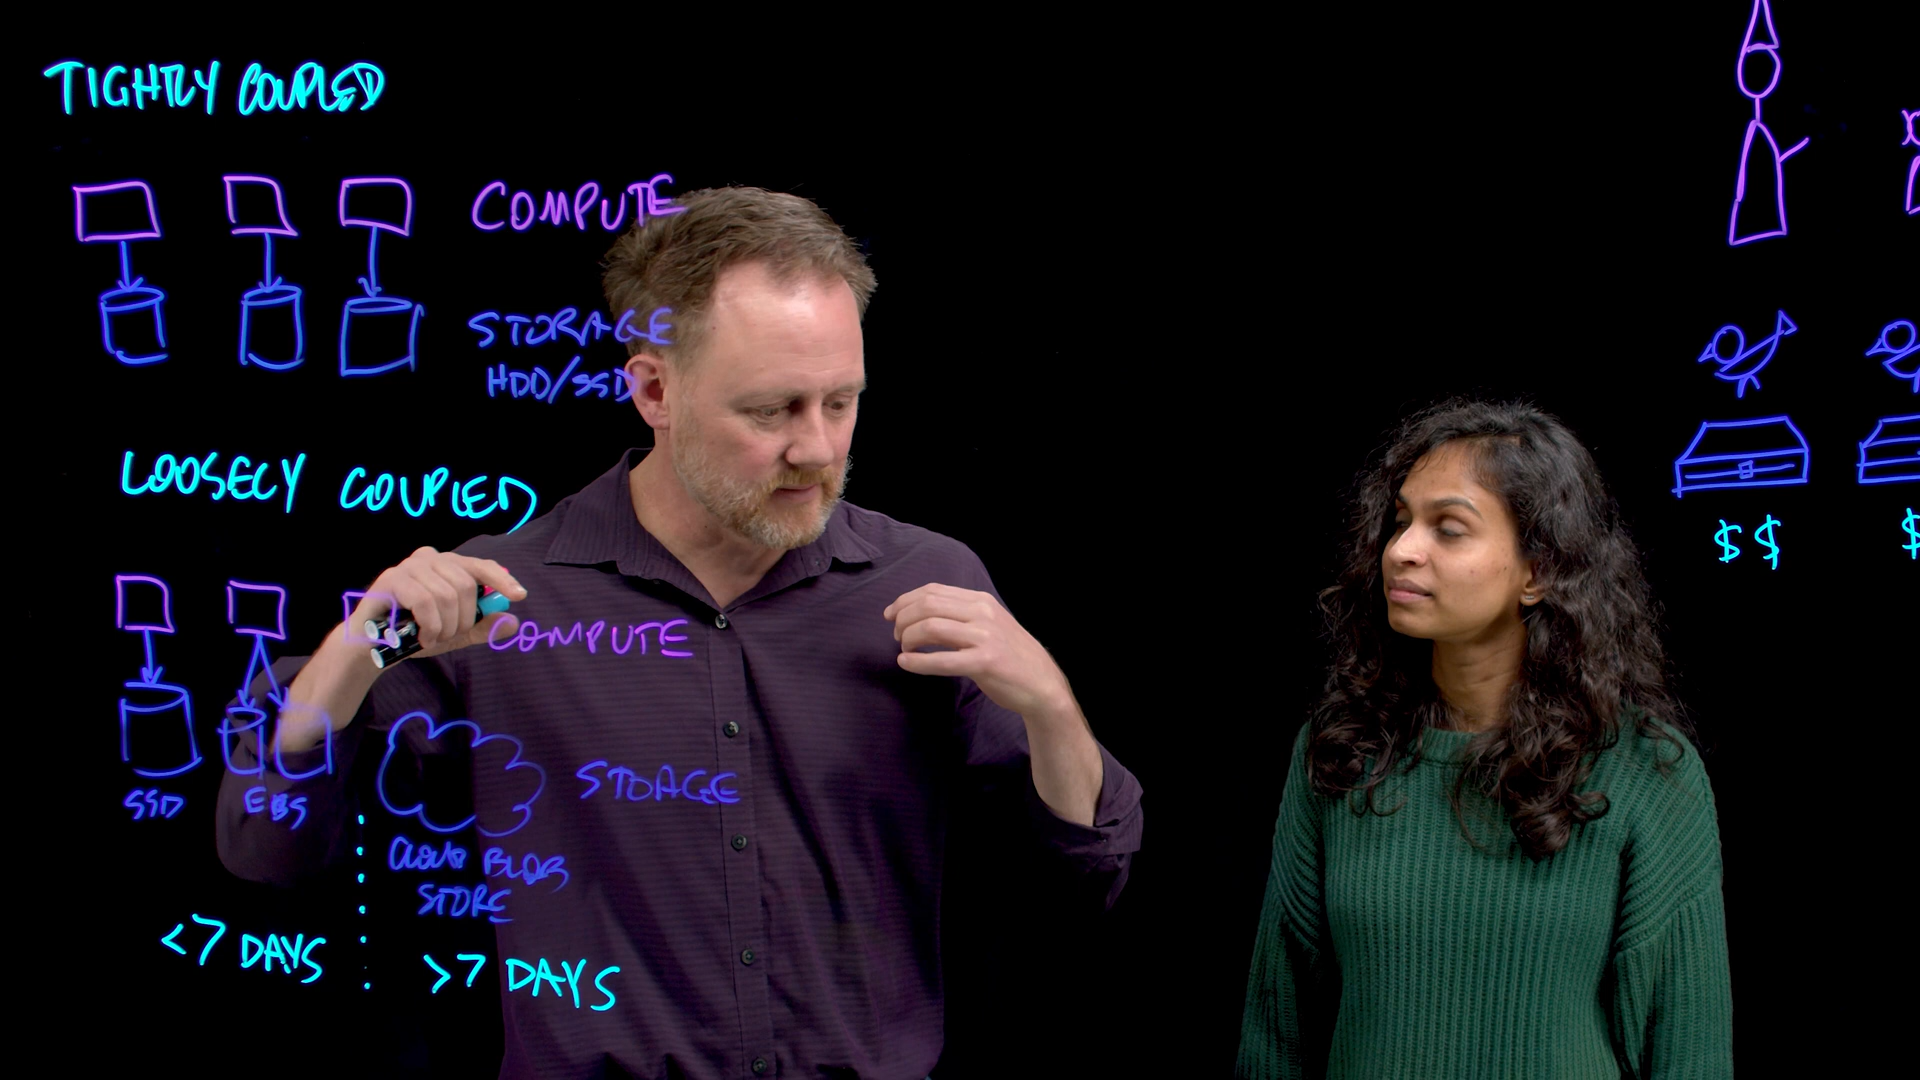 TIGHTLY COUPLED
COMPUTE
STORAGE
HDD/SSD
LOOSELY COUPLED
COMPUTE
STORAGE
SSD
EBS
CLOUD BLOB
STORE
<7 DAYS
>7 DAYS
$$
$